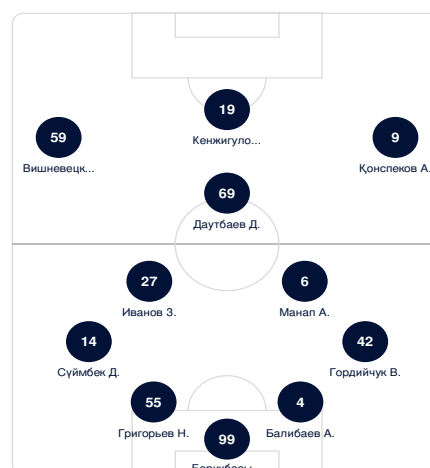 19
Кенжигуло...
59
Вишневецк...
9
Қонспеков А.
69
Даутбаев Д.
27
Иванов З.
6
Манап А.
14
Сүймбек Д.
42
Гордийчук В.
55
Григорьев Н.
4
Балибаев А.
99